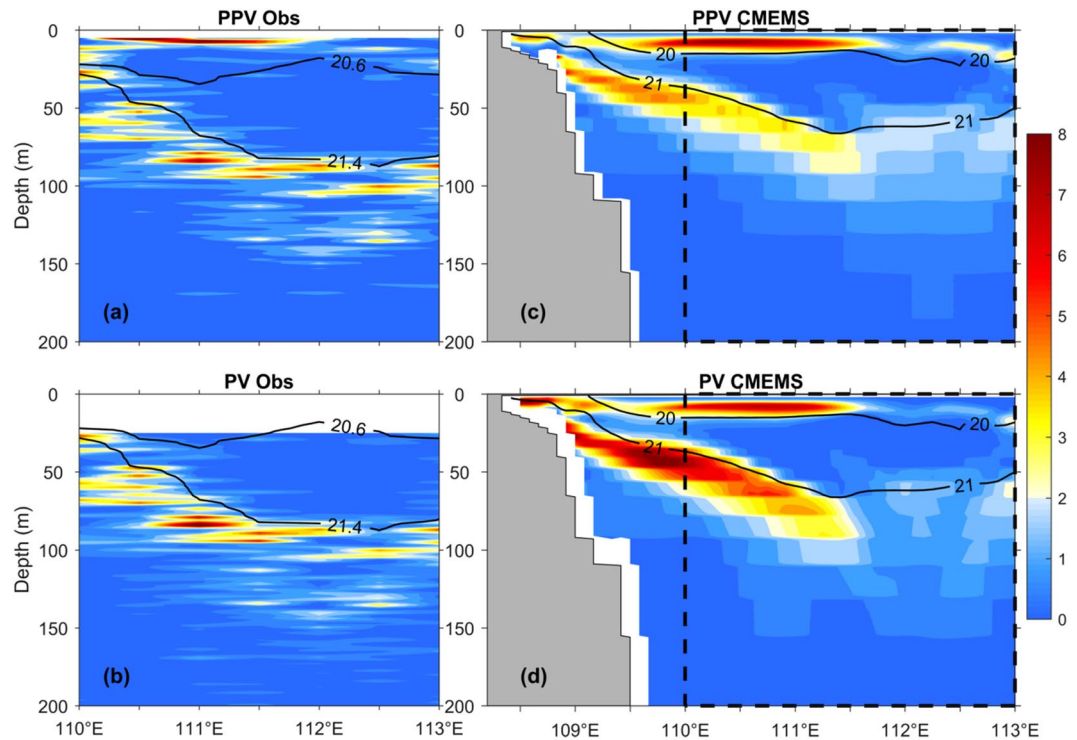 PPV Obs
PPV CMEMS
0
50
100
150
200
Depth (m)
20.6
21.4
(a)
0
50
100
150
200
20
20
21
21
(c)
PV Obs
PV CMEMS
0
50
100
150
200
Depth (m)
20.6
21.4
(b)
110°E
111°E
112°E
113°E
0
50
100
150
200
20
20
21
21
(d)
109°E
110°E
111°E
112°E
113°E
8
7
6
5
4
3
2
1
0